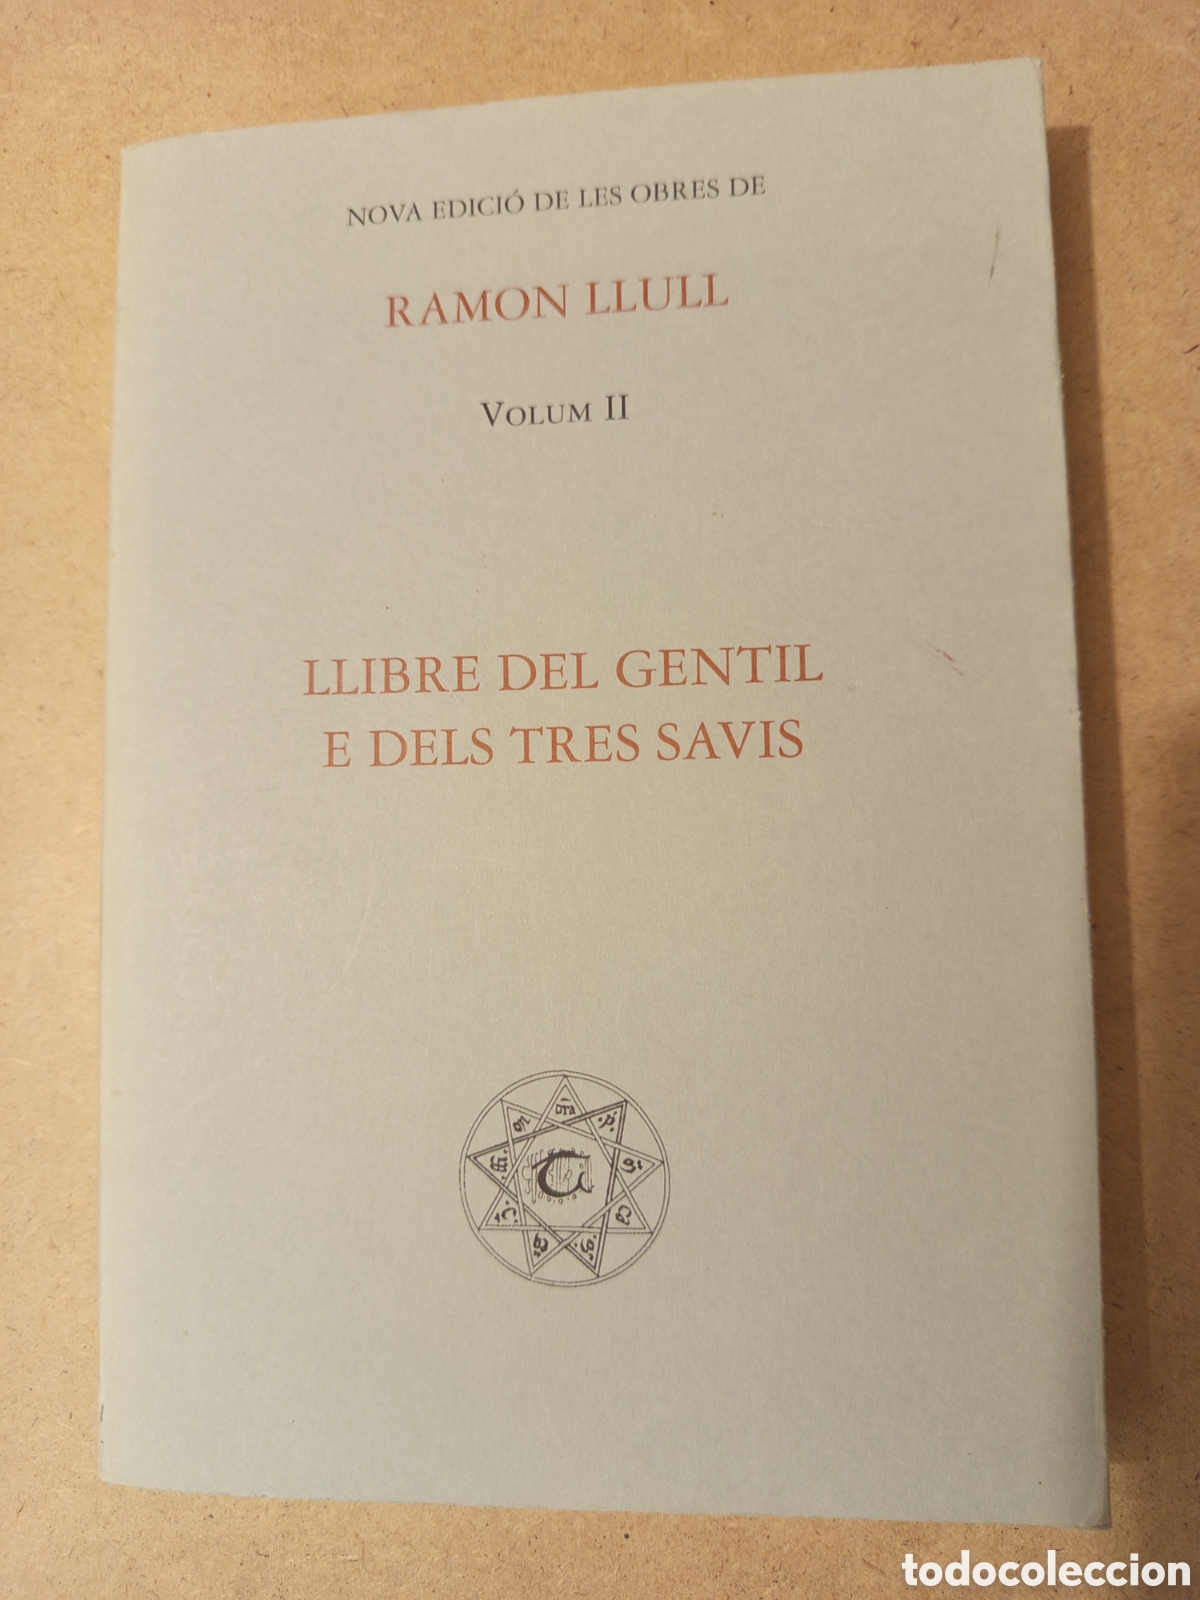 NOVA EDICIÓ DE LES OBRES DE
RAMON LLULL
VOLUM II
LLIBRE DEL GENTIL
E DELS TRES SAVIS
todocoleccion